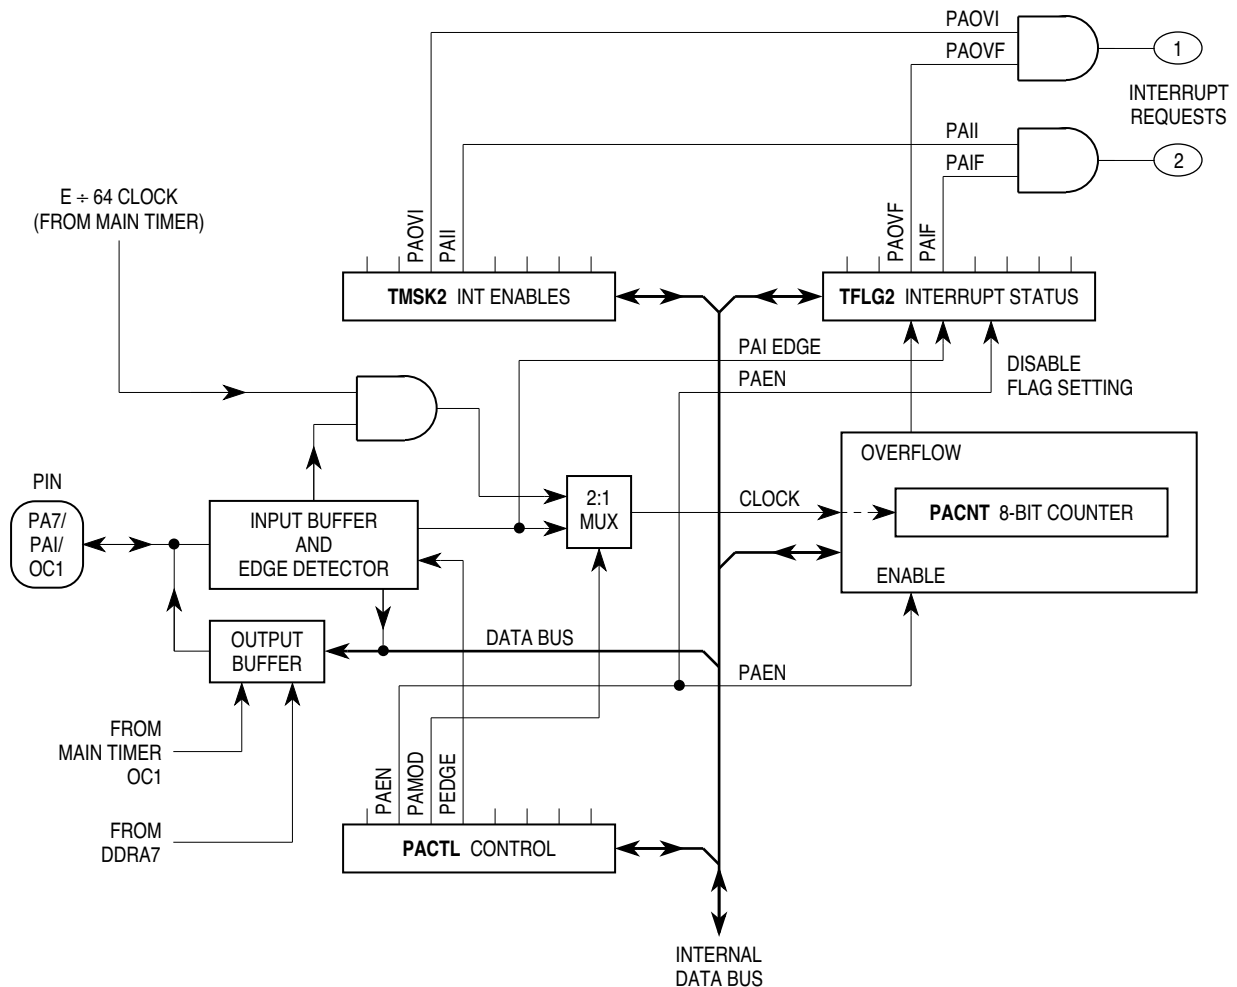 PAOVI
1
PAOVF
INTERRUPT
REQUESTS
PAII
2
PAIF
E ÷ 64 CLOCK
(FROM MAIN TIMER)
PAOVI
PAII
PAOVF
PAIF
TMSK2 INT ENABLES
TFLG2 INTERRUPT STATUS
PAI EDGE
DISABLE
FLAG SETTING
PAEN
OVERFLOW
PIN
2:1
MUX
CLOCK
PACNT 8-BIT COUNTER
PA7/
PAI/
OC1
INPUT BUFFER
AND
EDGE DETECTOR
ENABLE
OUTPUT
BUFFER
DATA BUS
PAEN
FROM
MAIN TIMER
OC1
PAEN
PAMOD
PEDGE
FROM
DDRA7
PACTL CONTROL
INTERNAL
DATA BUS